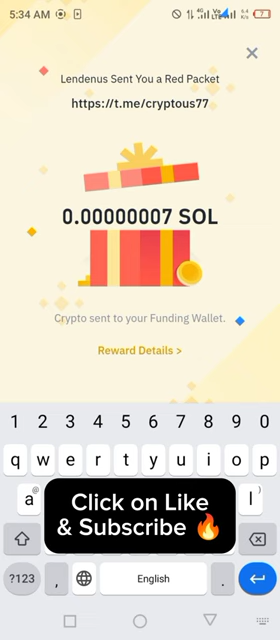 5:34 AM
Lendenus Sent You a Red Packet
https://t.me/cryptous77
0.00000007 SOL
Crypto sent to your Funding Wallet.
Reward Details >
1 2 3 4 5 6 7 8 9 0
q w e r t y u i o p
a @ l )
Click on Like
& Subscribe 🔥
?123 , English .